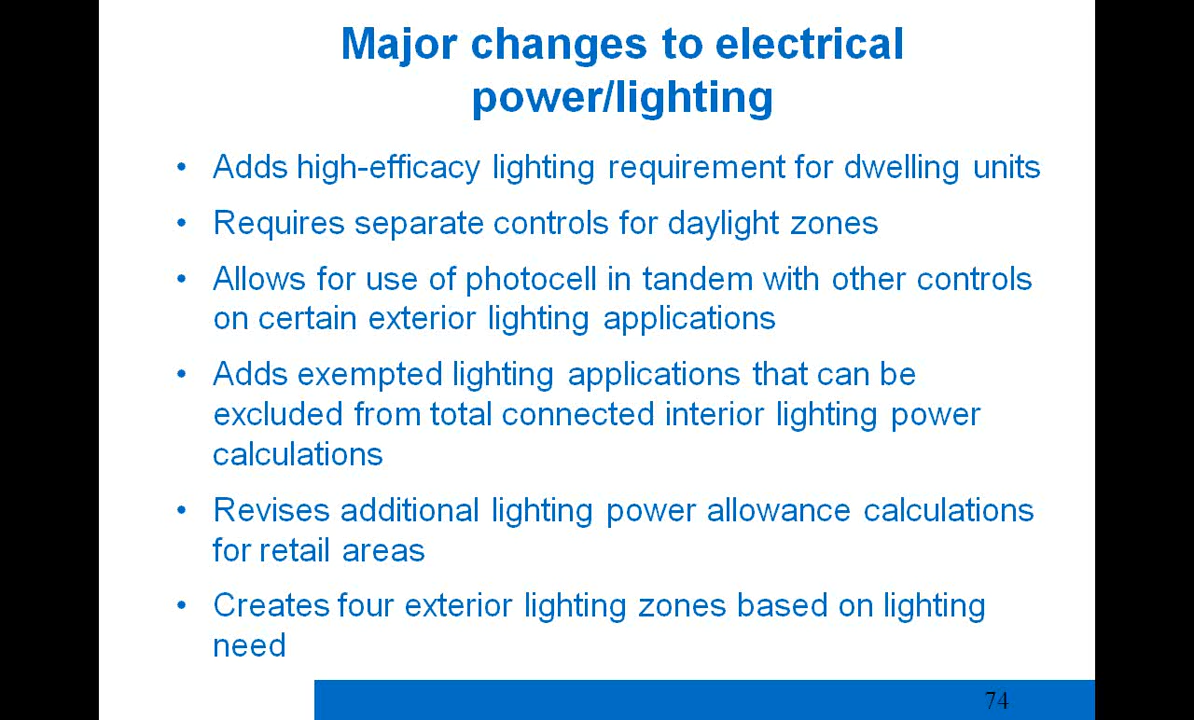 Major changes to electrical
power/lighting
• Adds high-efficacy lighting requirement for dwelling units
• Requires separate controls for daylight zones
• Allows for use of photocell in tandem with other controls
on certain exterior lighting applications
• Adds exempted lighting applications that can be
excluded from total connected interior lighting power
calculations
• Revises additional lighting power allowance calculations
for retail areas
• Creates four exterior lighting zones based on lighting
need
74